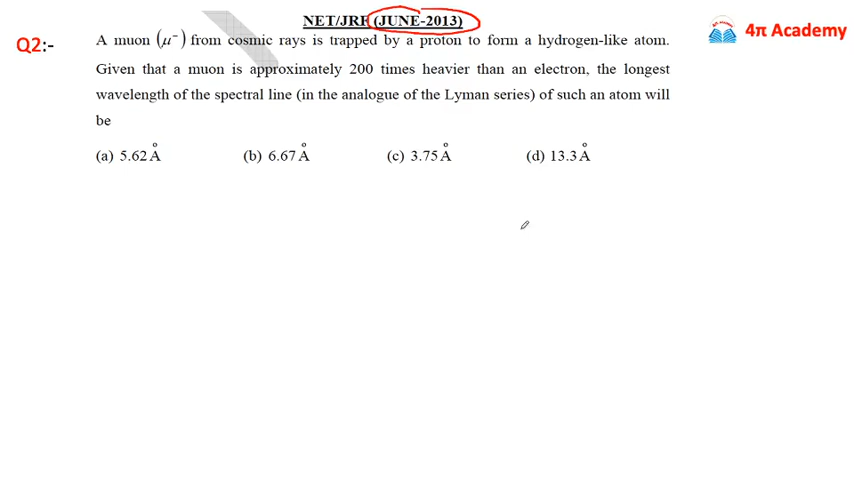 NET/JRF (JUNE-2013)
4π Academy
Q2:-
A muon (μ⁻) from cosmic rays is trapped by a proton to form a hydrogen-like atom.
Given that a muon is approximately 200 times heavier than an electron, the longest
wavelength of the spectral line (in the analogue of the Lyman series) of such an atom will
be
(a) 5.62 Å (b) 6.67 Å (c) 3.75 Å (d) 13.3 Å